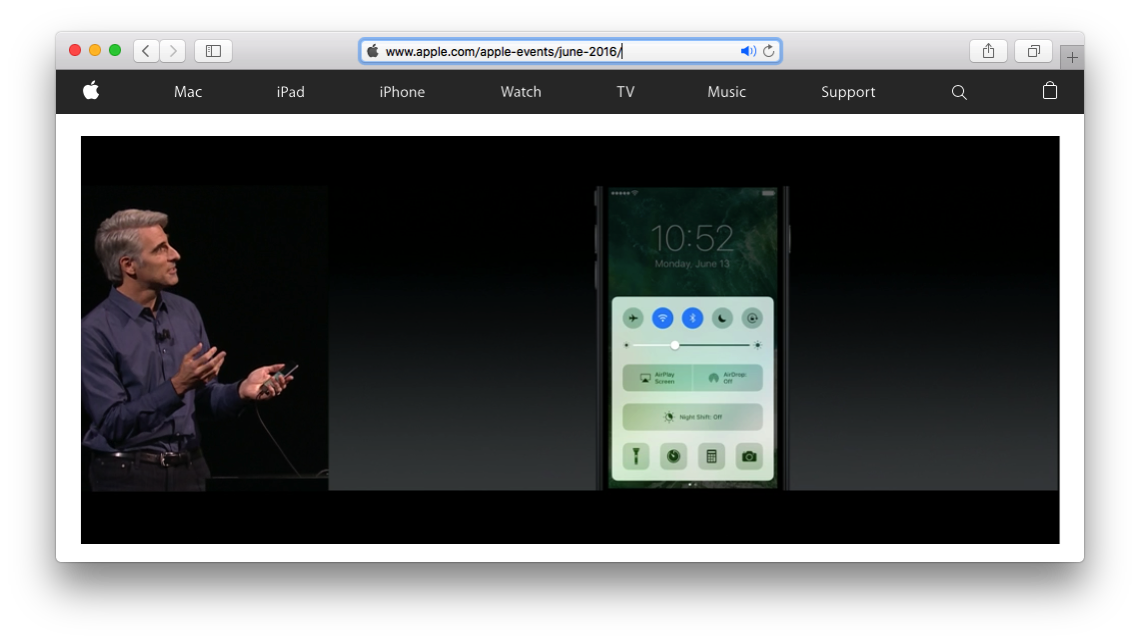 www.apple.com/apple-events/june-2016/
Mac iPad iPhone Watch TV Music Support
10:52
Monday, June 13
AirPlay
Screen
AirDrop:
Off
Night Shift: Off